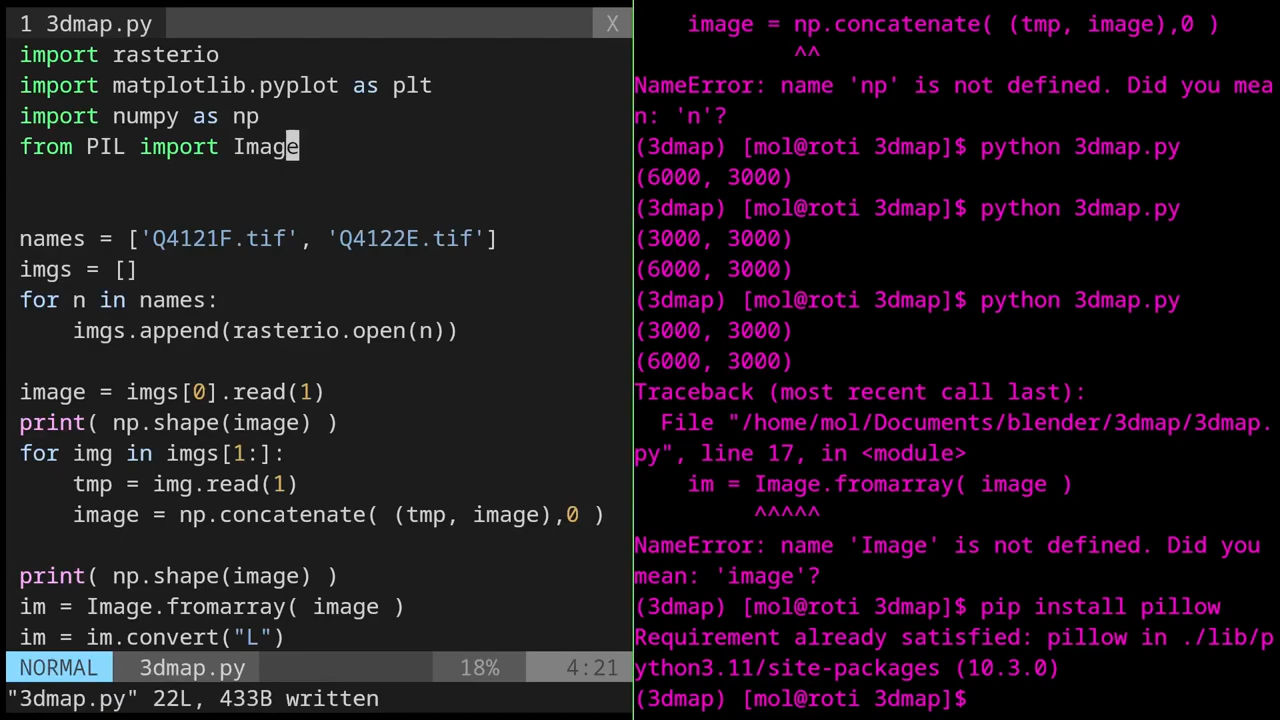 1 3dmap.py X
import rasterio
import matplotlib.pyplot as plt
import numpy as np
from PIL import Image
names = ['Q4121F.tif', 'Q4122E.tif']
imgs = []
for n in names:
    imgs.append(rasterio.open(n))
image = imgs[0].read(1)
print( np.shape(image) )
for img in imgs[1:]:
    tmp = img.read(1)
    image = np.concatenate( (tmp, image),0 )
print( np.shape(image) )
im = Image.fromarray( image )
im = im.convert("L")
NORMAL 3dmap.py 18% 4:21
"3dmap.py" 22L, 433B written
    image = np.concatenate( (tmp, image),0 )
            ^^
NameError: name 'np' is not defined. Did you mea
n: 'n'?
(3dmap) [mol@roti 3dmap]$ python 3dmap.py
(6000, 3000)
(3dmap) [mol@roti 3dmap]$ python 3dmap.py
(3000, 3000)
(6000, 3000)
(3dmap) [mol@roti 3dmap]$ python 3dmap.py
(3000, 3000)
(6000, 3000)
Traceback (most recent call last):
  File "/home/mol/Documents/blender/3dmap/3dmap.
py", line 17, in <module>
    im = Image.fromarray( image )
         ^^^^^
NameError: name 'Image' is not defined. Did you
mean: 'image'?
(3dmap) [mol@roti 3dmap]$ pip install pillow
Requirement already satisfied: pillow in ./lib/p
ython3.11/site-packages (10.3.0)
(3dmap) [mol@roti 3dmap]$